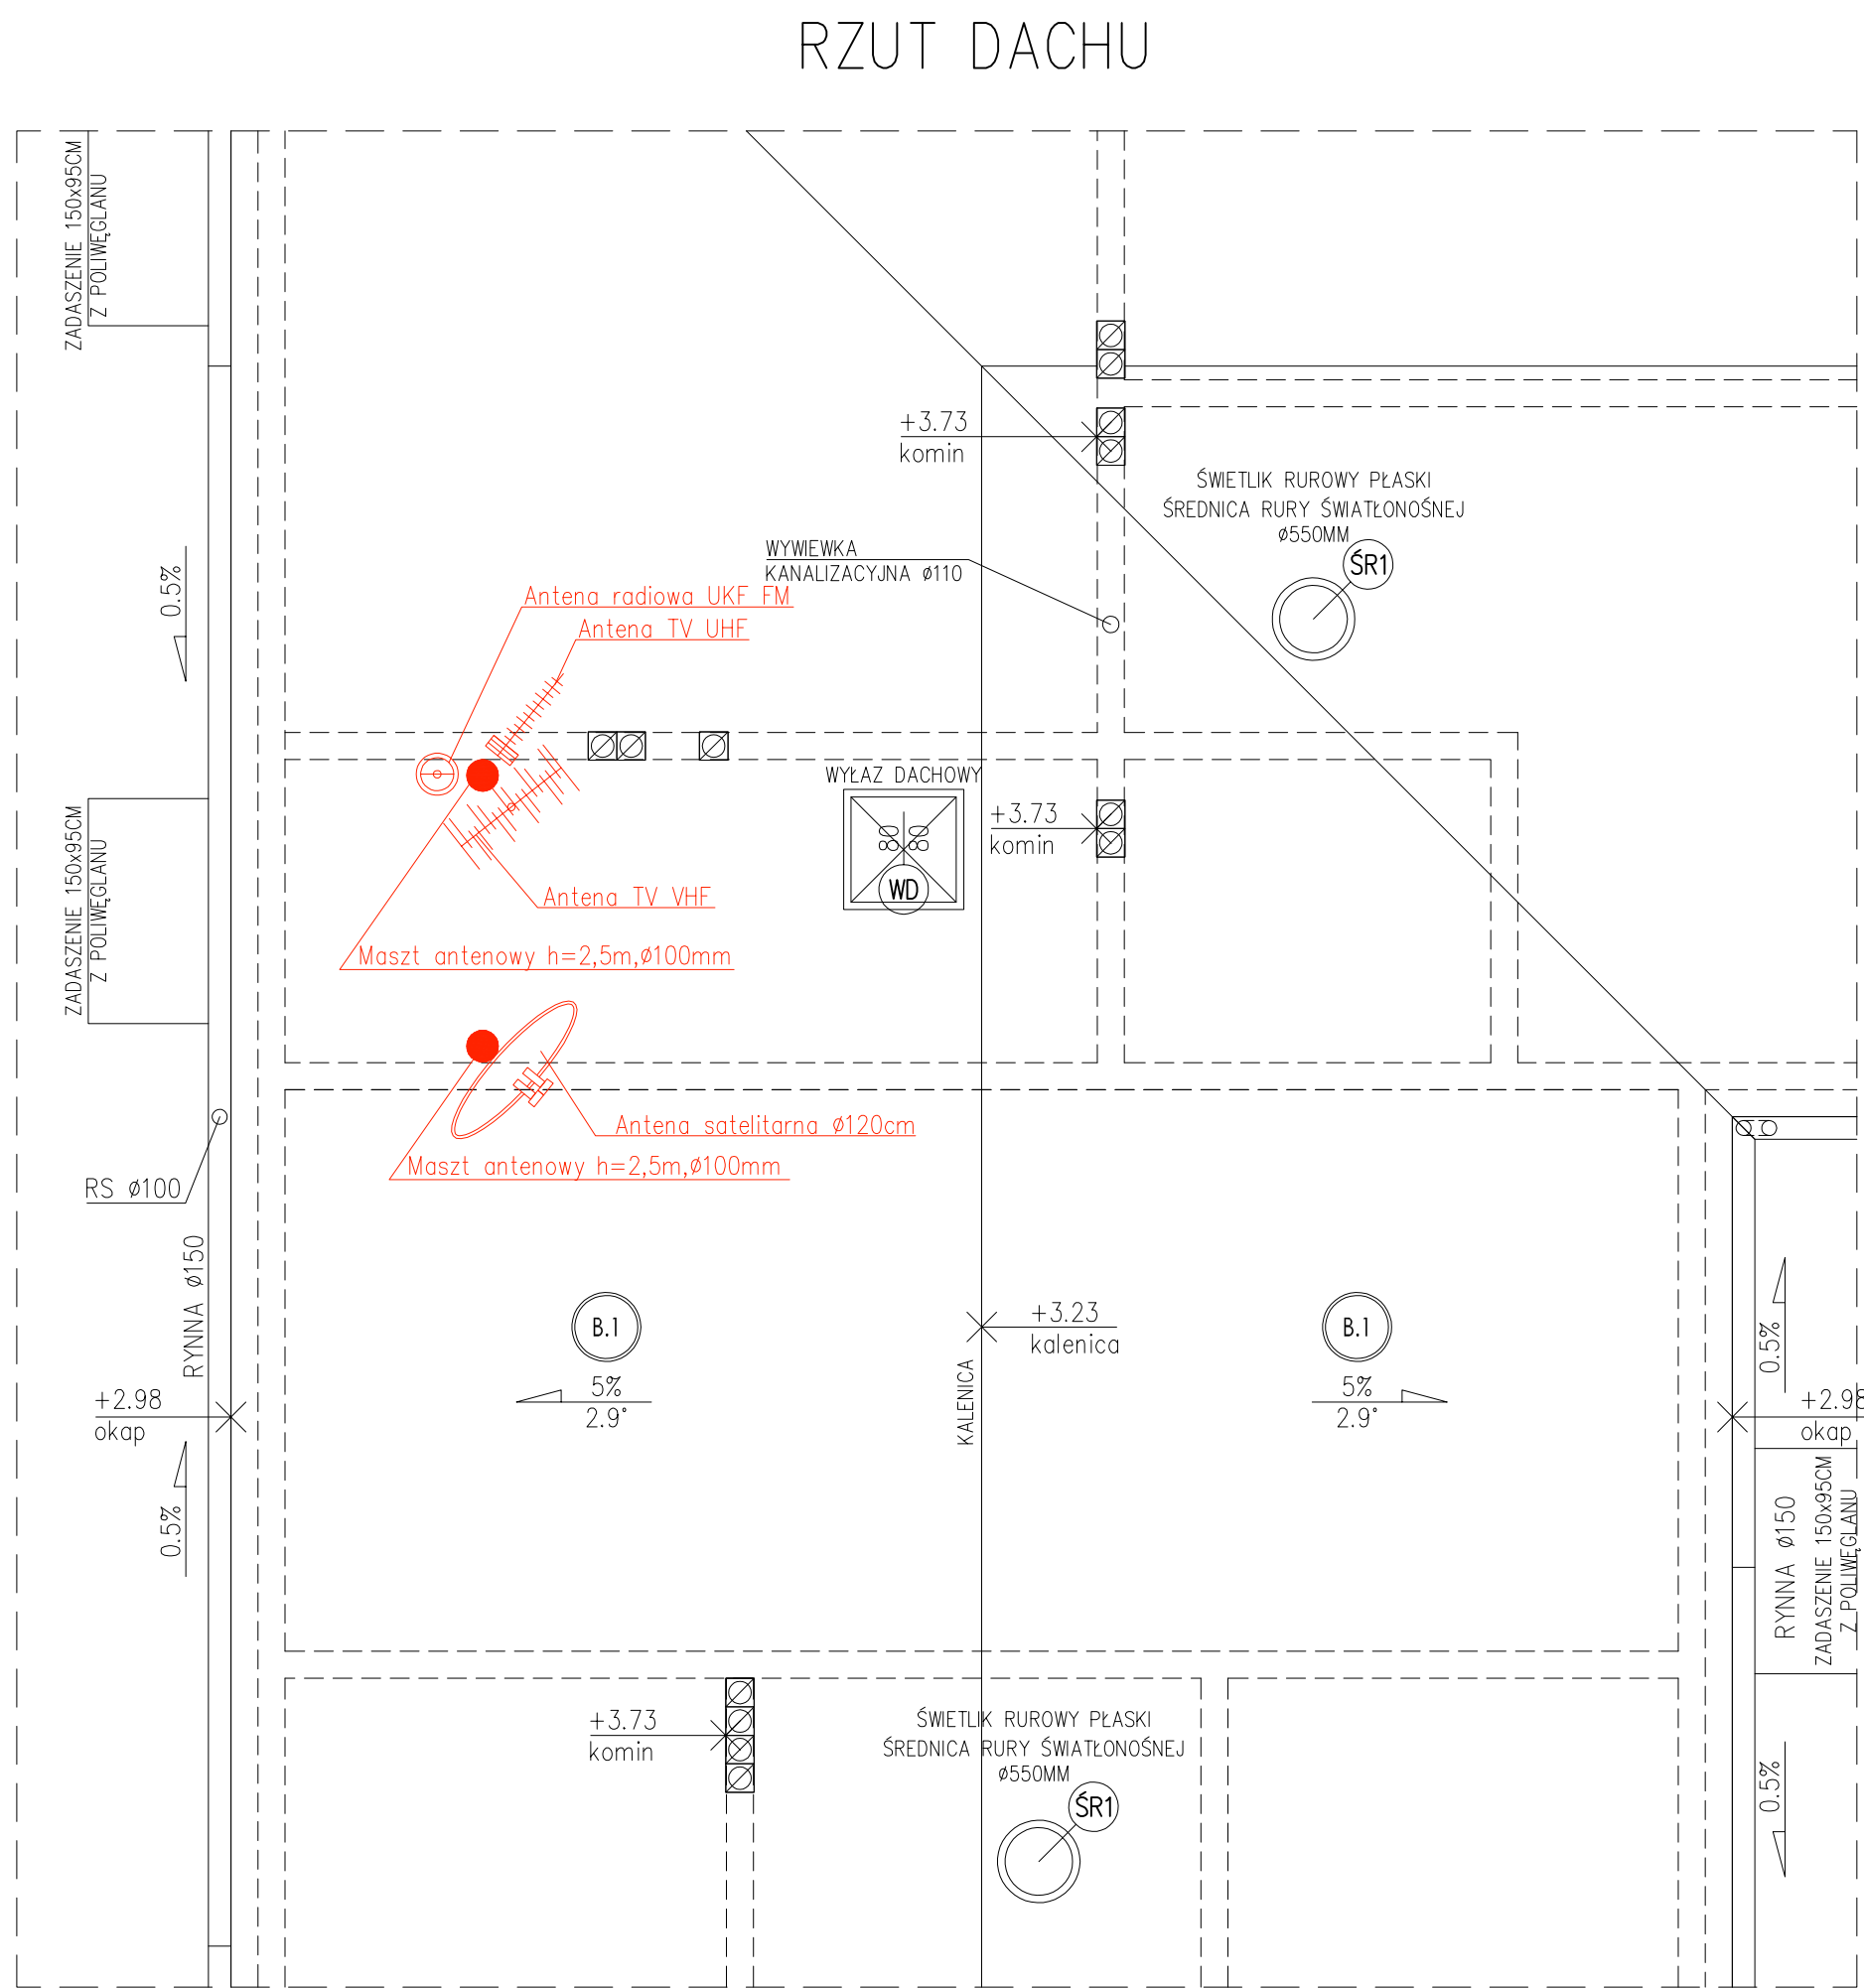 RZUT DACHU
ZADASZENIE 150x95CM
Z POLIWĘGLANU
+3.73
komin
ŚWIETLIK RUROWY PŁASKI
ŚREDNICA RURY ŚWIATŁONOŚNEJ
ø550MM
ŚR1
WYWIEWKA
KANALIZACYJNA ø110
0.5%
Antena radiowa UKF FM
Antena TV UHF
WYŁAZ DACHOWY
+3.73
komin
WD
ZADASZENIE 150x95CM
Z POLIWĘGLANU
Antena TV VHF
Maszt antenowy h=2,5m,ø100mm
Antena satelitarna ø120cm
Maszt antenowy h=2,5m,ø100mm
RS ø100
RYNNA ø150
B.1
5%
2.9°
+3.23
kalenica
KALENICA
B.1
5%
2.9°
0.5%
+2.98
okap
+2.98
okap
0.5%
RYNNA ø150
ZADASZENIE 150x95CM
Z POLIWĘGLANU
+3.73
komin
ŚWIETLIK RUROWY PŁASKI
ŚREDNICA RURY ŚWIATŁONOŚNEJ
ø550MM
ŚR1
0.5%